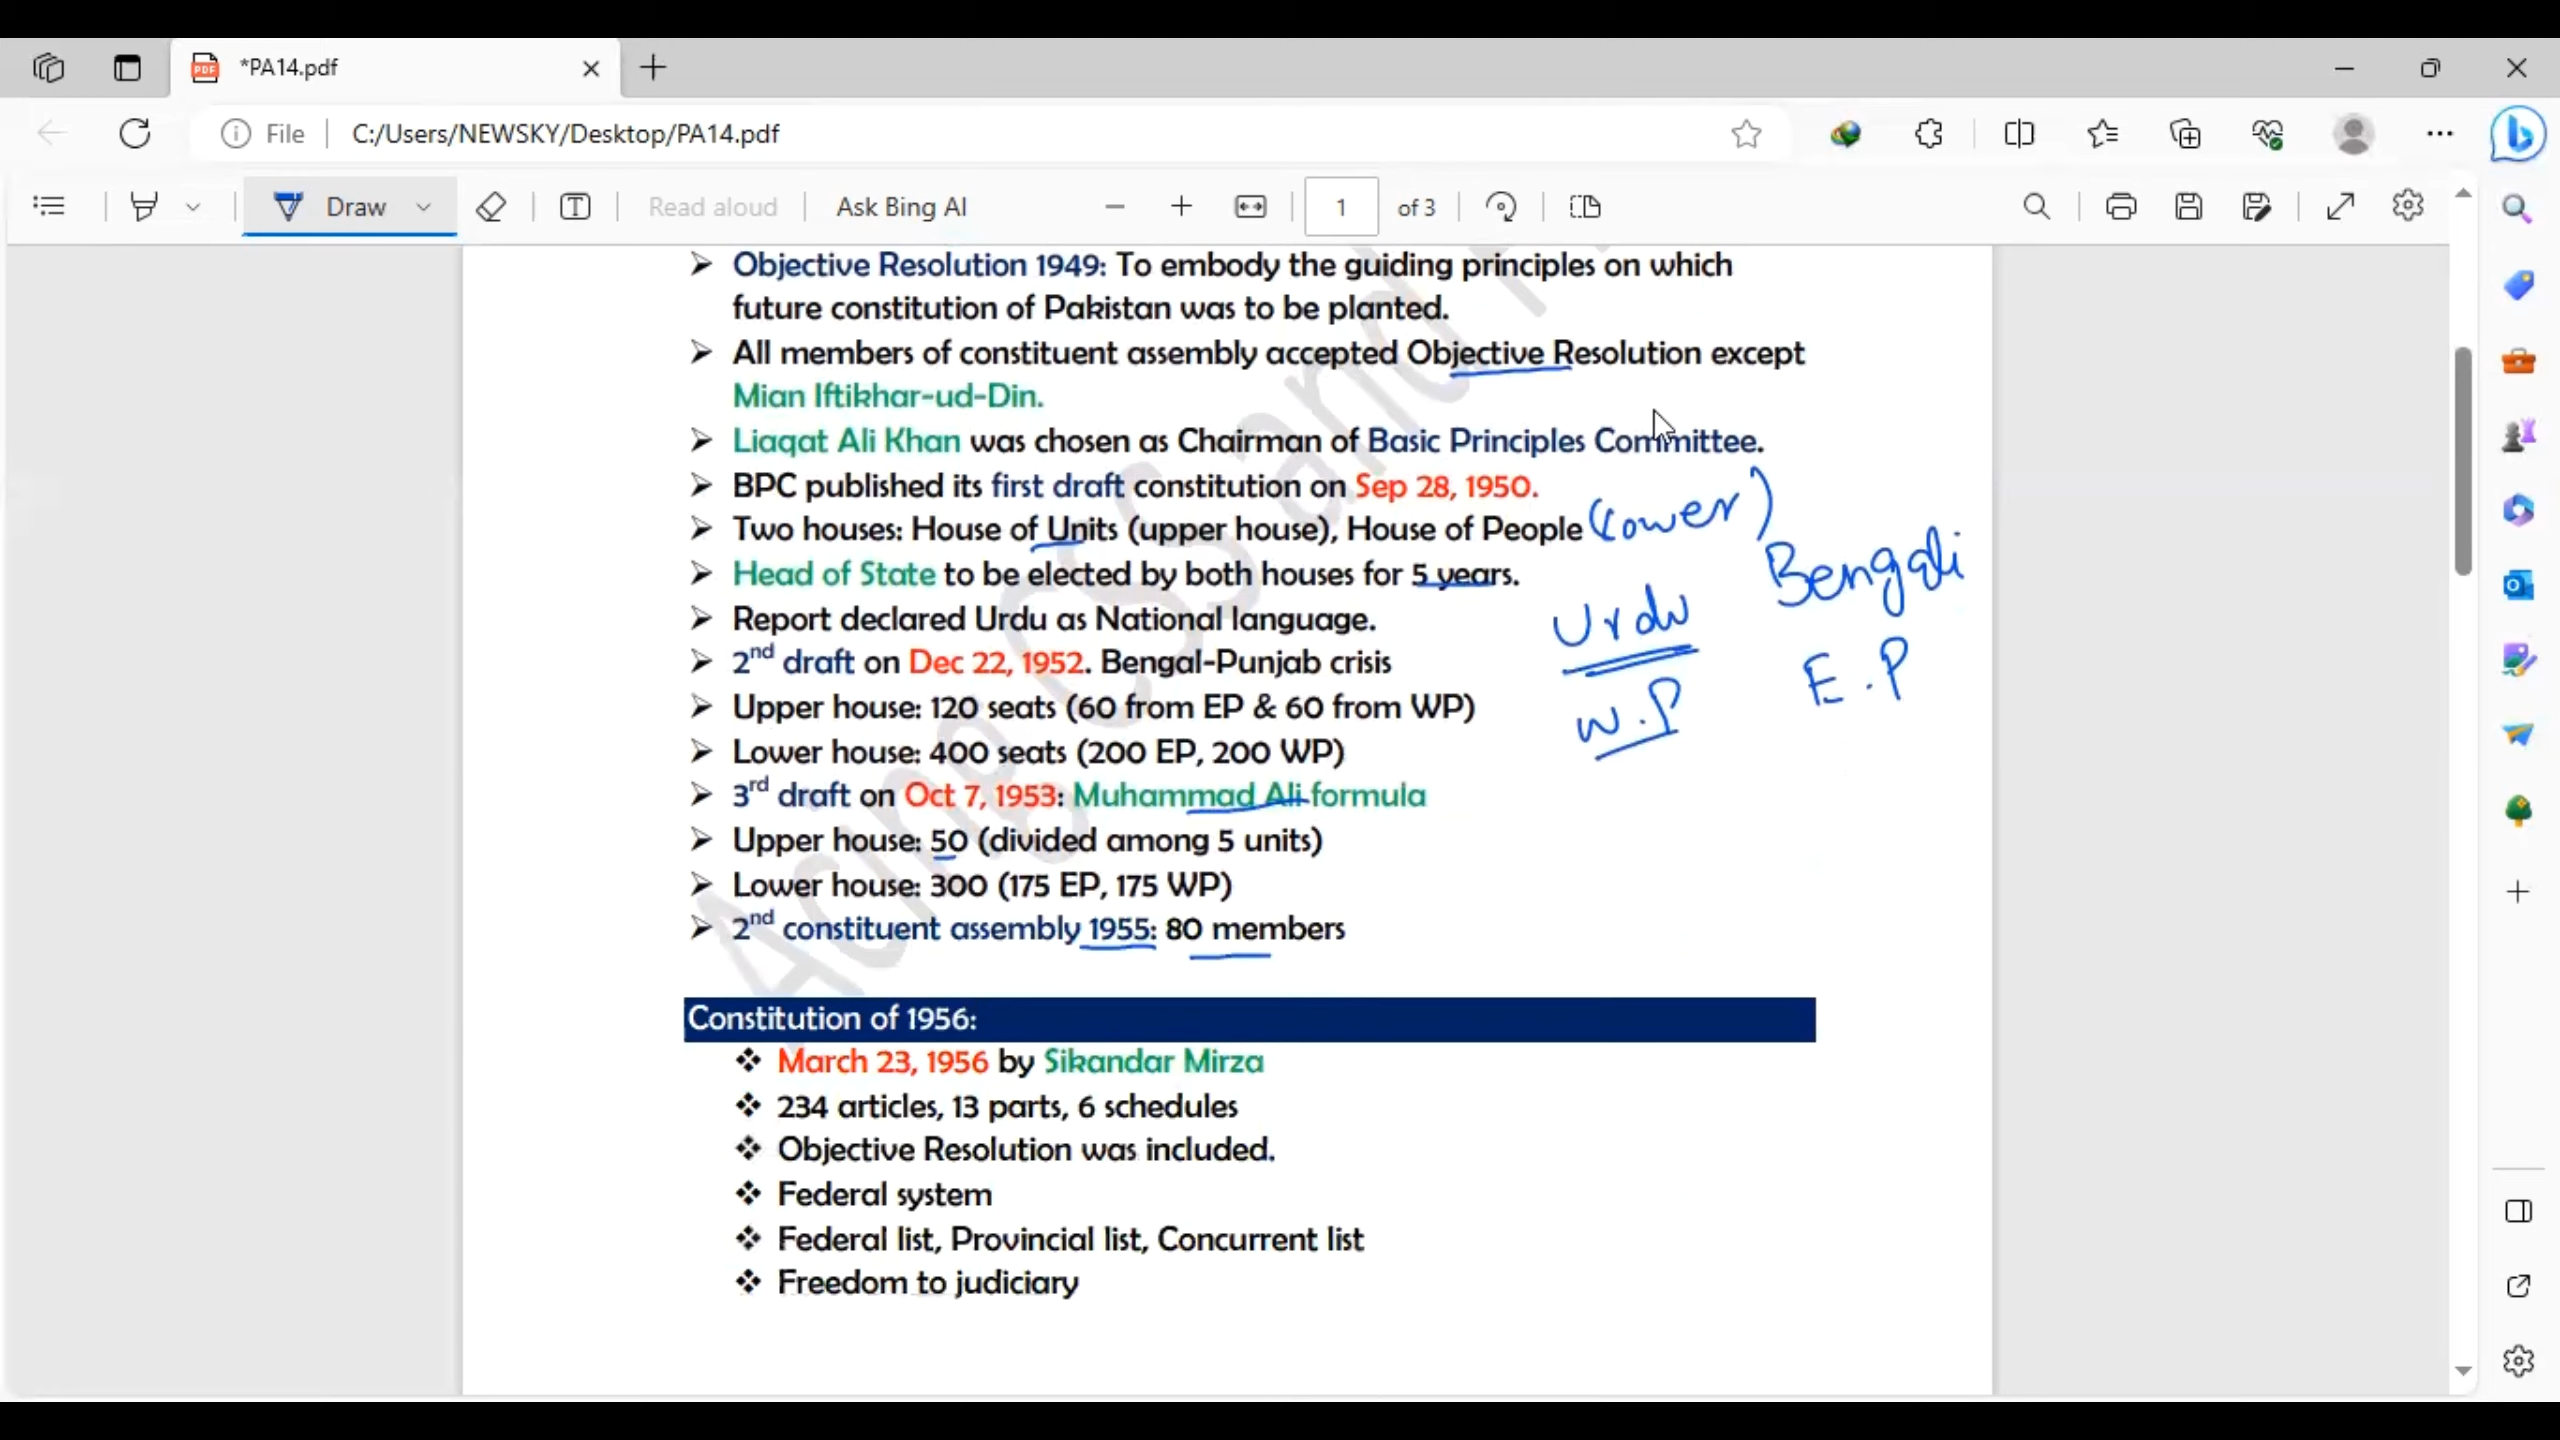 *PA14.pdf
File
C:/Users/NEWSKY/Desktop/PA14.pdf
Draw
Read aloud
Ask Bing AI
1
of 3
➢ Objective Resolution 1949: To embody the guiding principles on which
future constitution of Pakistan was to be planted.
➢ All members of constituent assembly accepted Objective Resolution except
Mian Iftikhar-ud-Din.
➢ Liaqat Ali Khan was chosen as Chairman of Basic Principles Committee.
➢ BPC published its first draft constitution on Sep 28, 1950.
➢ Two houses: House of Units (upper house), House of People (Lower)
➢ Head of State to be elected by both houses for 5 years.
Bengali
➢ Report declared Urdu as National language.
Urdu
➢ 2nd draft on Dec 22, 1952. Bengal-Punjab crisis
E.P
➢ Upper house: 120 seats (60 from EP & 60 from WP)
W.P
➢ Lower house: 400 seats (200 EP, 200 WP)
➢ 3rd draft on Oct 7, 1953: Muhammad Ali formula
➢ Upper house: 50 (divided among 5 units)
➢ Lower house: 300 (175 EP, 175 WP)
➢ 2nd constituent assembly 1955: 80 members
Constitution of 1956:
❖ March 23, 1956 by Sikandar Mirza
❖ 234 articles, 13 parts, 6 schedules
❖ Objective Resolution was included.
❖ Federal system
❖ Federal list, Provincial list, Concurrent list
❖ Freedom to judiciary
Acing CSS and